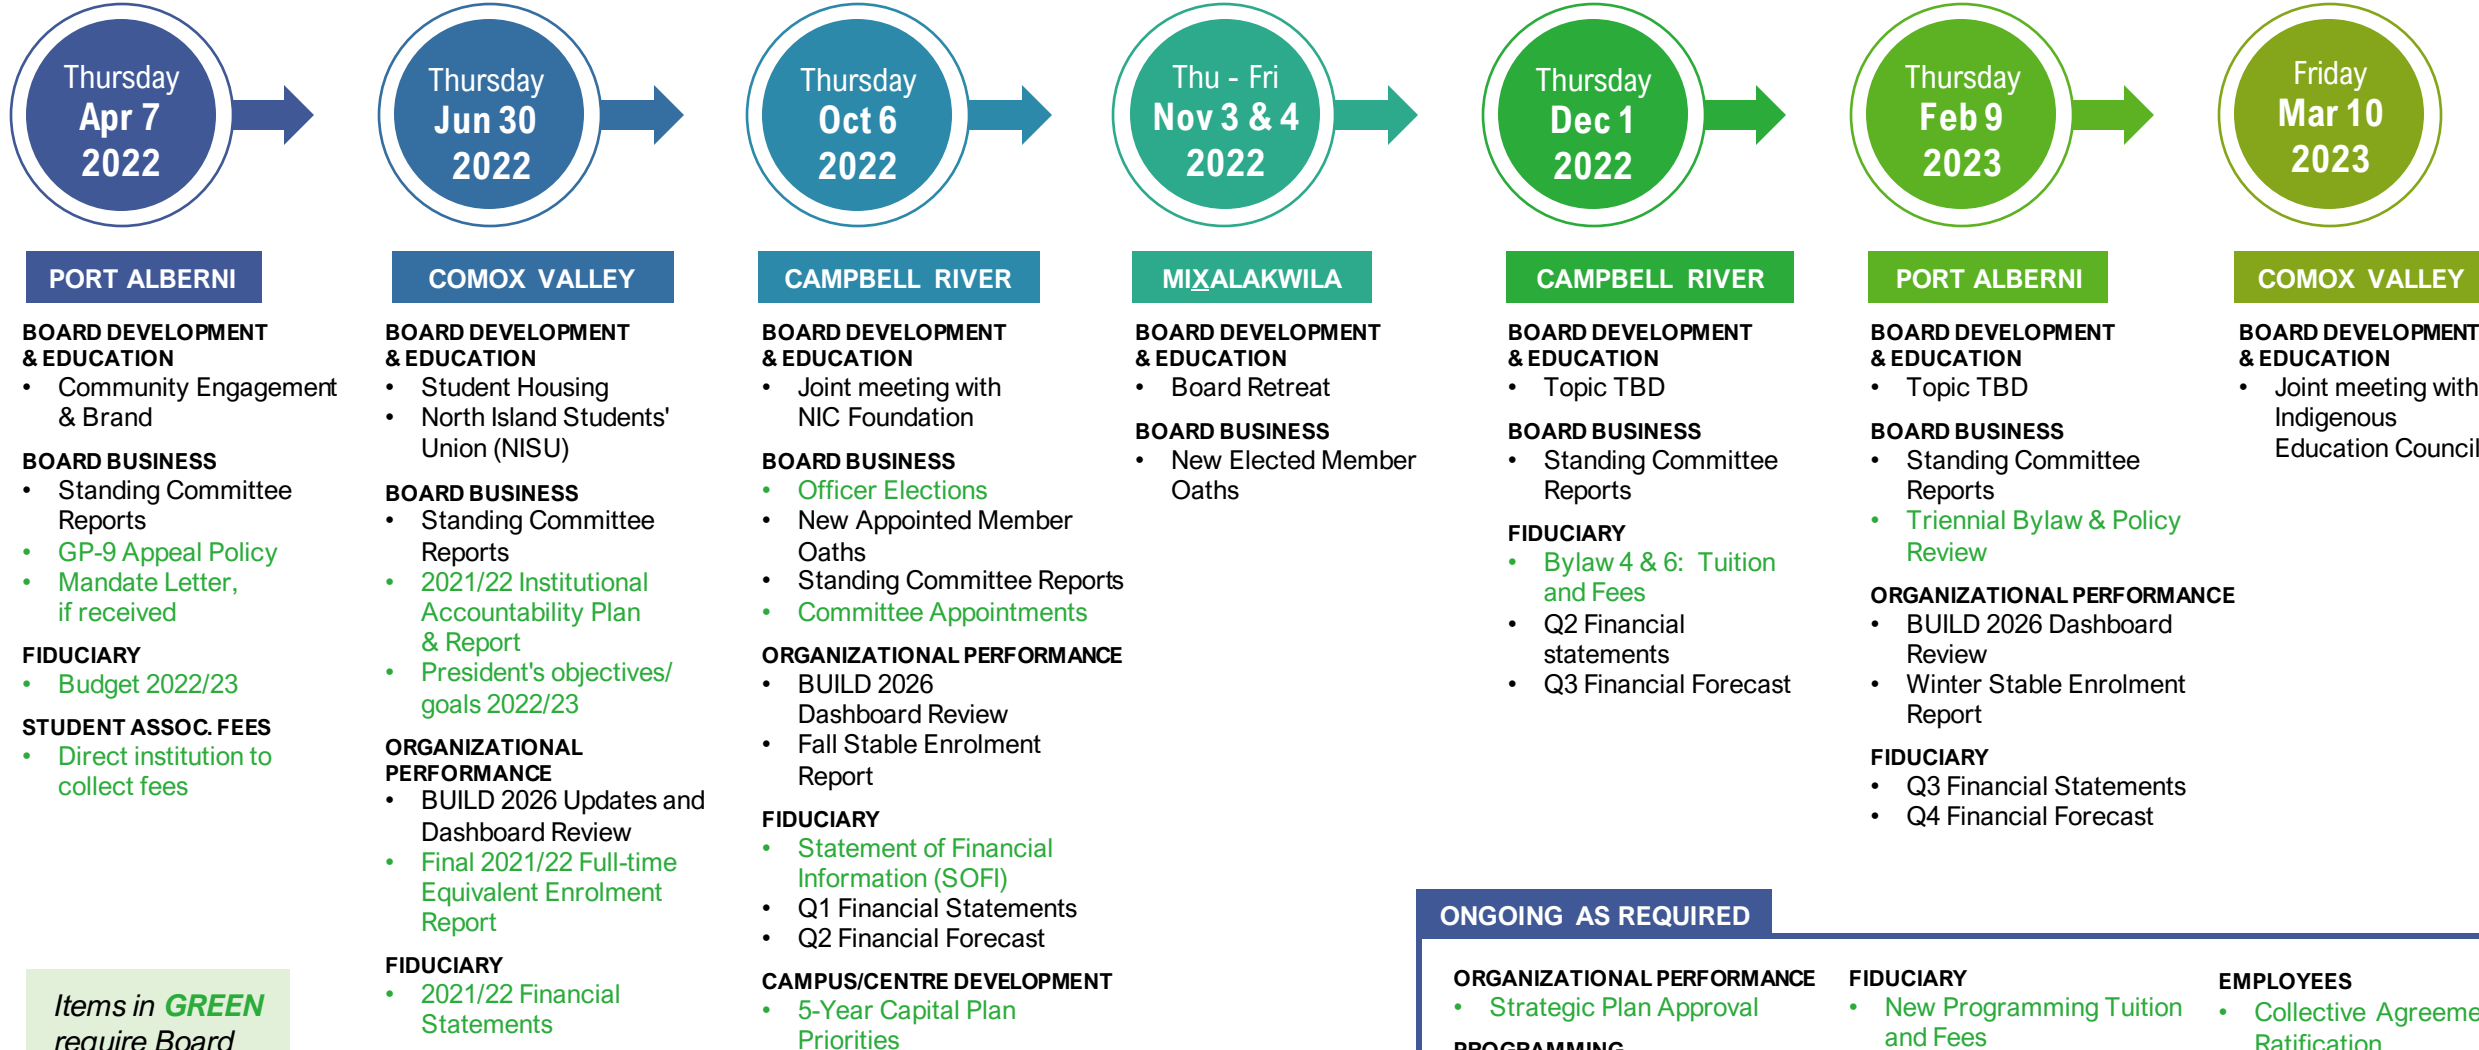 Thursday
Apr 7
2022
PORT ALBERNI
BOARD DEVELOPMENT
& EDUCATION
• Community Engagement
& Brand
BOARD BUSINESS
• Standing Committee
Reports
• GP-9 Appeal Policy
• Mandate Letter,
if received
FIDUCIARY
• Budget 2022/23
STUDENT ASSOC. FEES
• Direct institution to
collect fees
Items in GREEN
require Board
Thursday
Jun 30
2022
COMOX VALLEY
BOARD DEVELOPMENT
& EDUCATION
• Student Housing
• North Island Students'
Union (NISU)
BOARD BUSINESS
• Standing Committee
Reports
• 2021/22 Institutional
Accountability Plan
& Report
• President's objectives/
goals 2022/23
ORGANIZATIONAL
PERFORMANCE
• BUILD 2026 Updates and
Dashboard Review
• Final 2021/22 Full-time
Equivalent Enrolment
Report
FIDUCIARY
• 2021/22 Financial
Statements
Thursday
Oct 6
2022
CAMPBELL RIVER
BOARD DEVELOPMENT
& EDUCATION
• Joint meeting with
NIC Foundation
BOARD BUSINESS
• Officer Elections
• New Appointed Member
Oaths
• Standing Committee Reports
• Committee Appointments
ORGANIZATIONAL PERFORMANCE
• BUILD 2026
Dashboard Review
• Fall Stable Enrolment
Report
FIDUCIARY
• Statement of Financial
Information (SOFI)
• Q1 Financial Statements
• Q2 Financial Forecast
CAMPUS/CENTRE DEVELOPMENT
• 5-Year Capital Plan
Priorities
Thu - Fri
Nov 3 & 4
2022
MIX̲ALAKWILA
BOARD DEVELOPMENT
& EDUCATION
• Board Retreat
BOARD BUSINESS
• New Elected Member
Oaths
Thursday
Dec 1
2022
CAMPBELL RIVER
BOARD DEVELOPMENT
& EDUCATION
• Topic TBD
BOARD BUSINESS
• Standing Committee
Reports
FIDUCIARY
• Bylaw 4 & 6: Tuition
and Fees
• Q2 Financial
statements
• Q3 Financial Forecast
Thursday
Feb 9
2023
PORT ALBERNI
BOARD DEVELOPMENT
& EDUCATION
• Topic TBD
BOARD BUSINESS
• Standing Committee
Reports
• Triennial Bylaw & Policy
Review
ORGANIZATIONAL PERFORMANCE
• BUILD 2026 Dashboard
Review
• Winter Stable Enrolment
Report
FIDUCIARY
• Q3 Financial Statements
• Q4 Financial Forecast
Friday
Mar 10
2023
COMOX VALLEY
BOARD DEVELOPMENT
& EDUCATION
• Joint meeting with
Indigenous
Education Council
ONGOING AS REQUIRED
ORGANIZATIONAL PERFORMANCE
• Strategic Plan Approval
PROGRAMMING
FIDUCIARY
• New Programming Tuition
and Fees
EMPLOYEES
• Collective Agreeme
Ratification